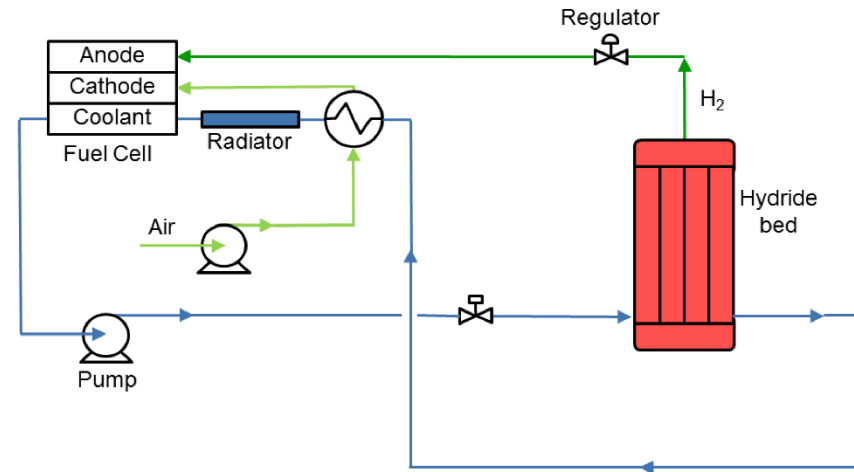 Regulator
Anode
Cathode
Coolant
Fuel Cell
Radiator
H₂
Hydride
bed
Air
Pump